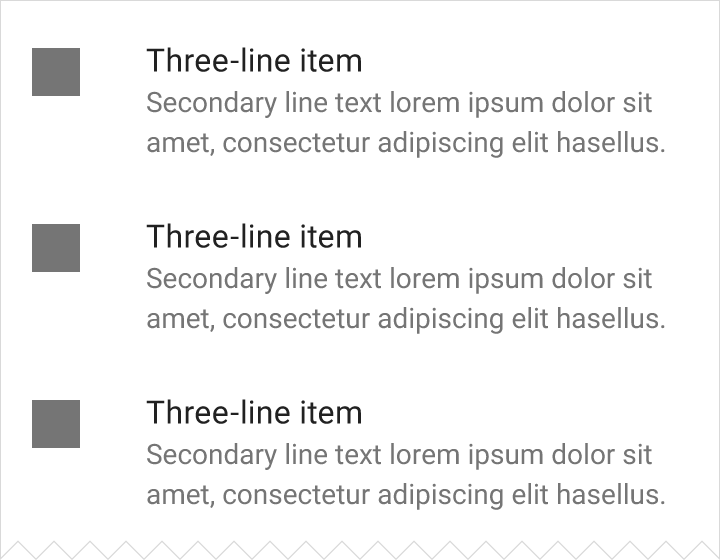 Three-line item
Secondary line text lorem ipsum dolor sit
amet, consectetur adipiscing elit hasellus.
Three-line item
Secondary line text lorem ipsum dolor sit
amet, consectetur adipiscing elit hasellus.
Three-line item
Secondary line text lorem ipsum dolor sit
amet, consectetur adipiscing elit hasellus.